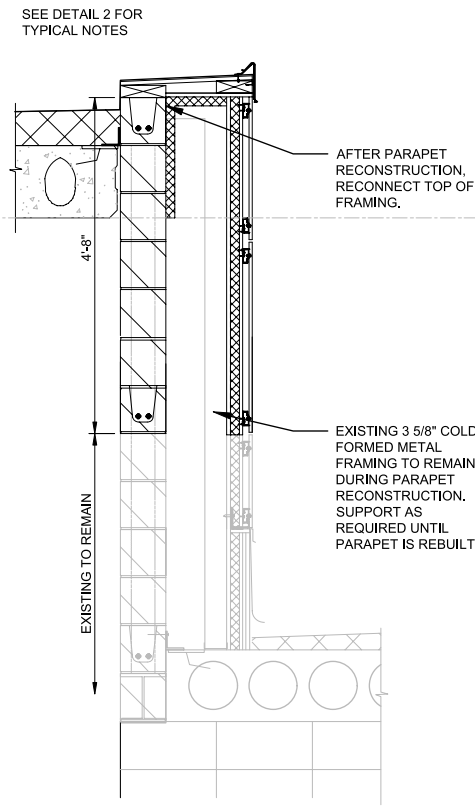 SEE DETAIL 2 FOR
TYPICAL NOTES
AFTER PARAPET
RECONSTRUCTION,
RECONNECT TOP OF
FRAMING.
4'-8"
EXISTING 3 5/8" COLD
FORMED METAL
FRAMING TO REMAIN
DURING PARAPET
RECONSTRUCTION.
SUPPORT AS
REQUIRED UNTIL
PARAPET IS REBUILT
EXISTING TO REMAIN